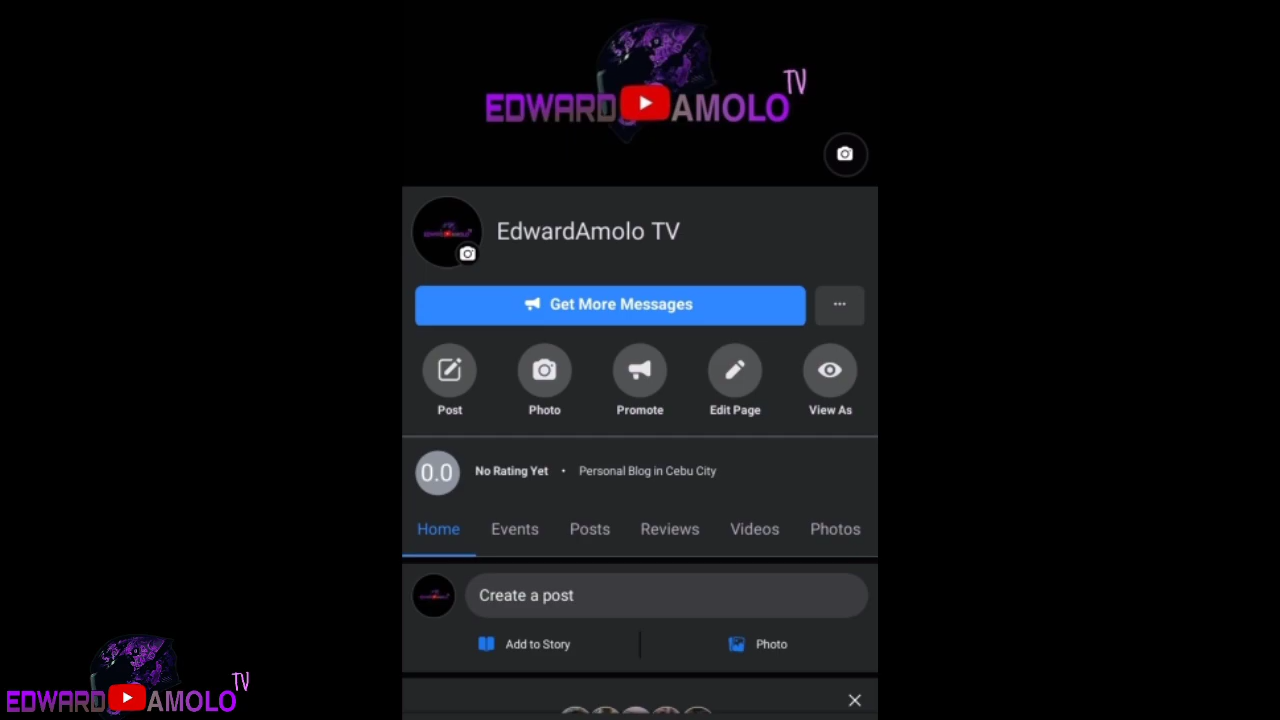 EDWARD AMOLO TV
EdwardAmolo TV
Get More Messages
Post Photo Promote Edit Page View As
0.0 No Rating Yet • Personal Blog in Cebu City
Home Events Posts Reviews Videos Photos
Create a post
Add to Story Photo
EDWARD AMOLO TV